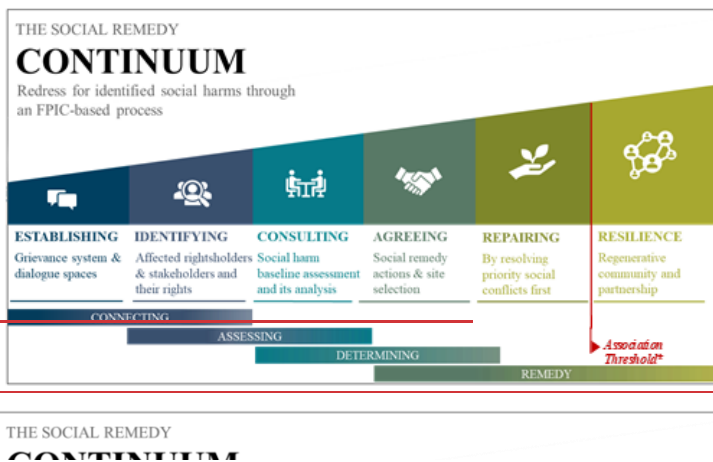 THE SOCIAL REMEDY
CONTINUUM
Redress for identified social harms through
an FPIC-based process
ESTABLISHING
Grievance system &
dialogue spaces
IDENTIFYING
Affected rightsholders
& stakeholders and
their rights
CONSULTING
Social harm
baseline assessment
and its analysis
AGREEING
Social remedy
actions & site
selection
REPAIRING
By resolving
priority social
conflicts first
RESILIENCE
Regenerative
community and
partnership
CONNECTING
ASSESSING
DETERMINING
REMEDY
Association
Threshold*
THE SOCIAL REMEDY
CONTINUUM